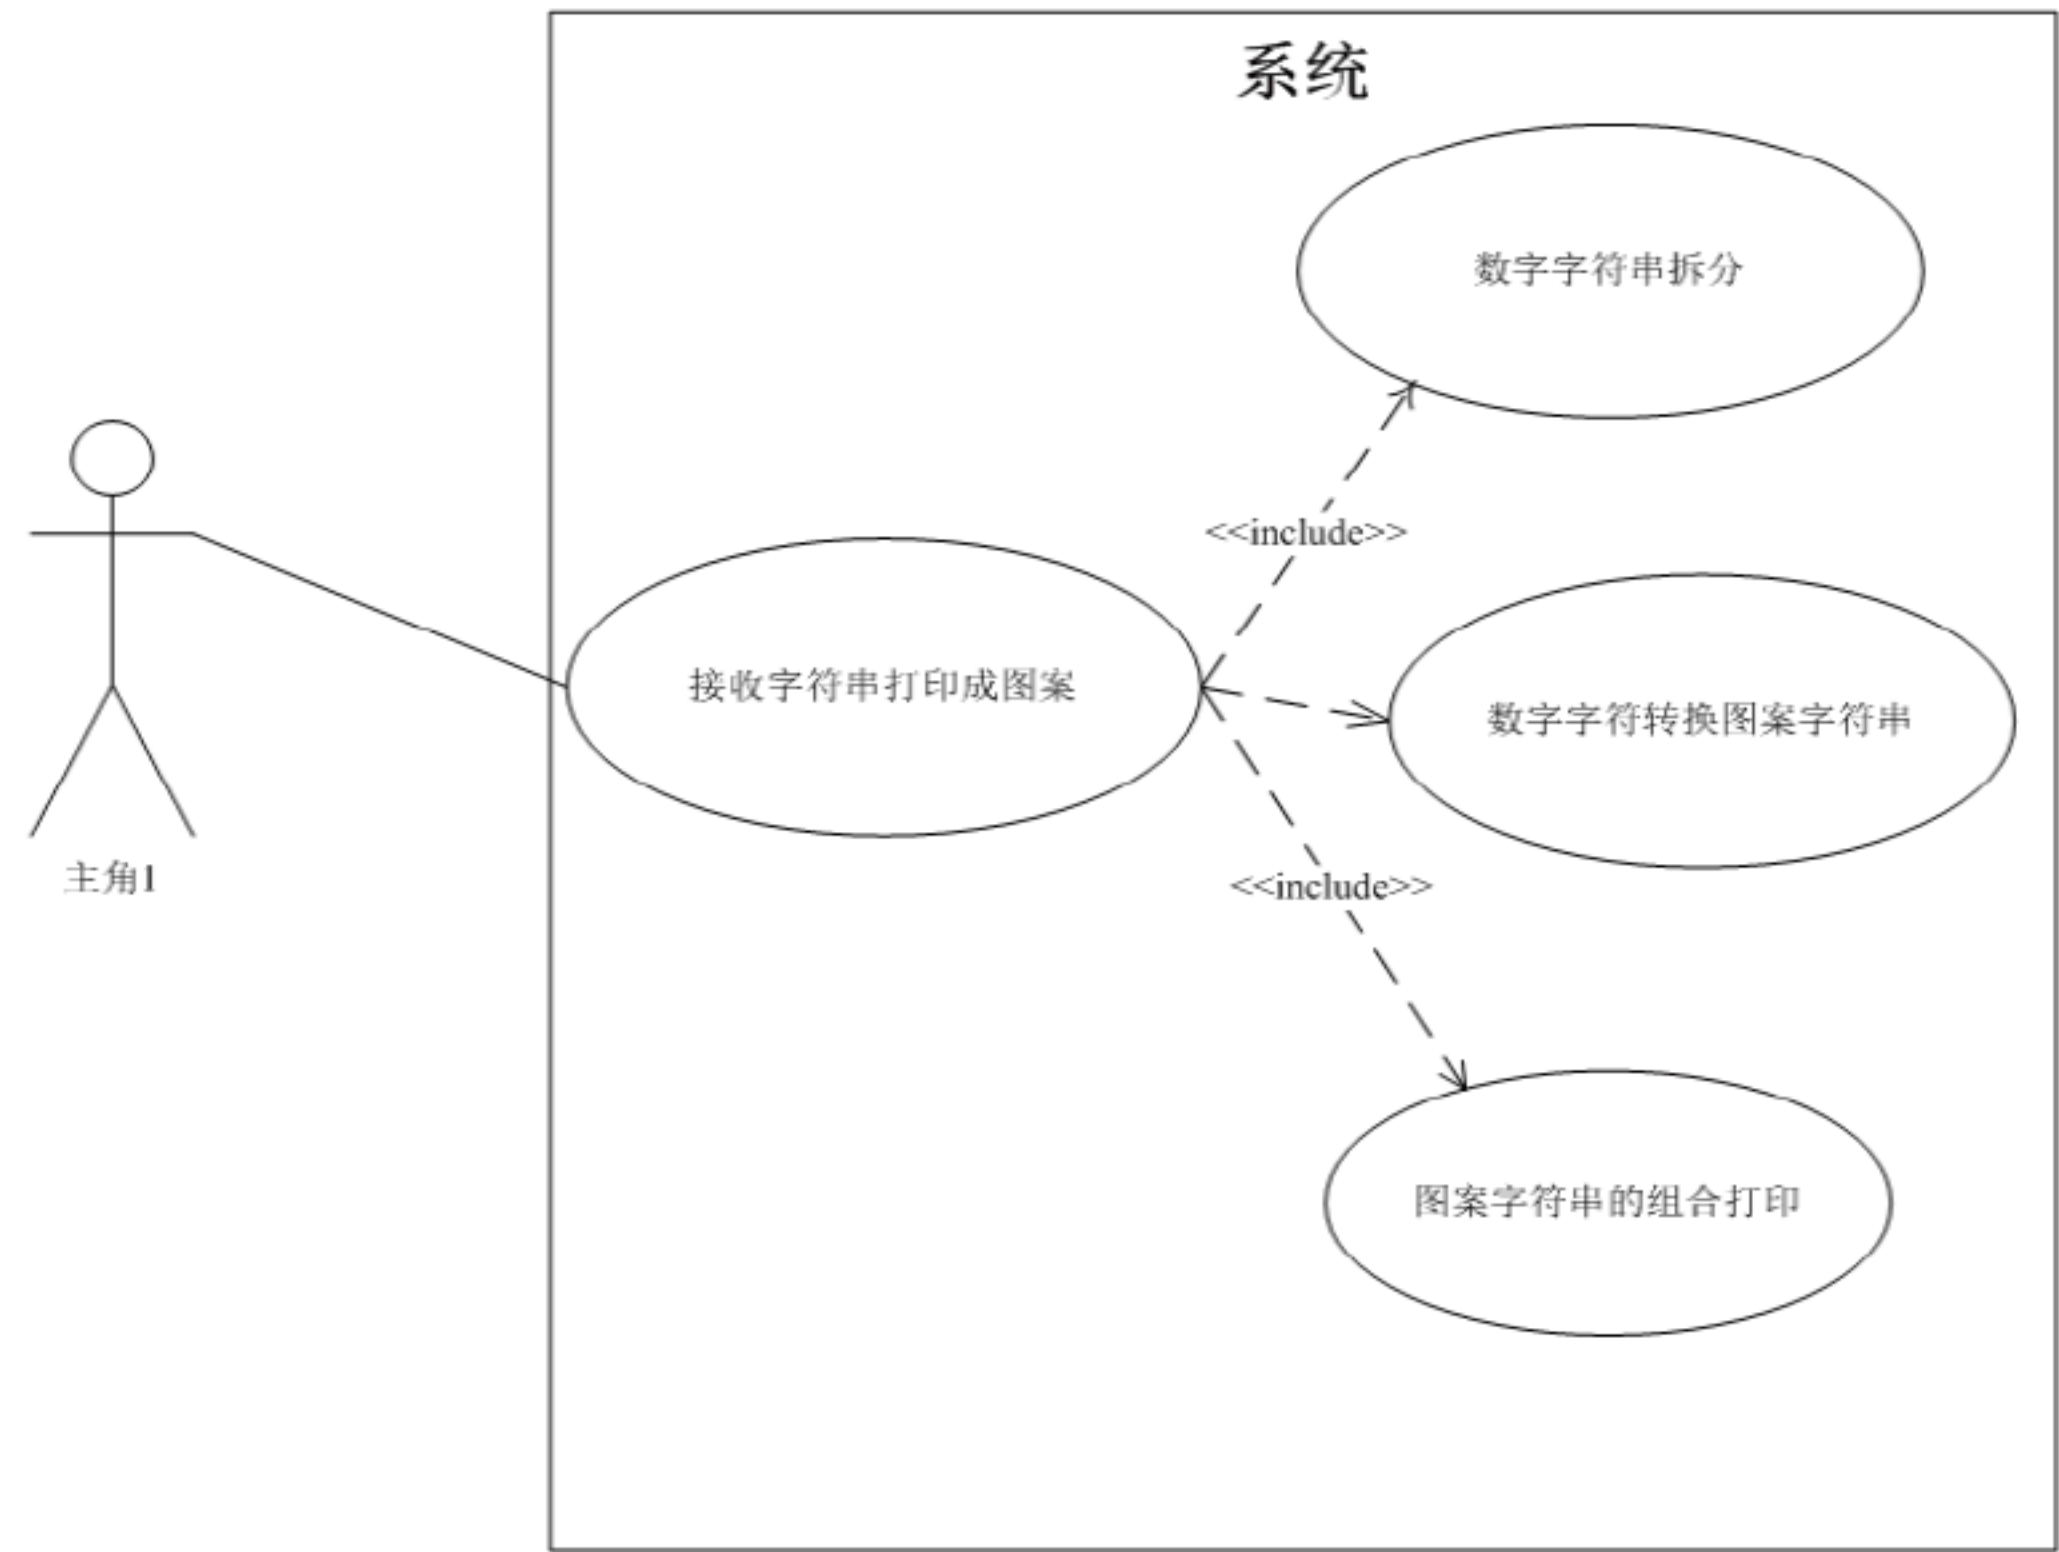 系统
数字字符串拆分
<<include>>
接收字符串打印成图案
数字字符转换图案字符串
主角1
<<include>>
图案字符串的组合打印